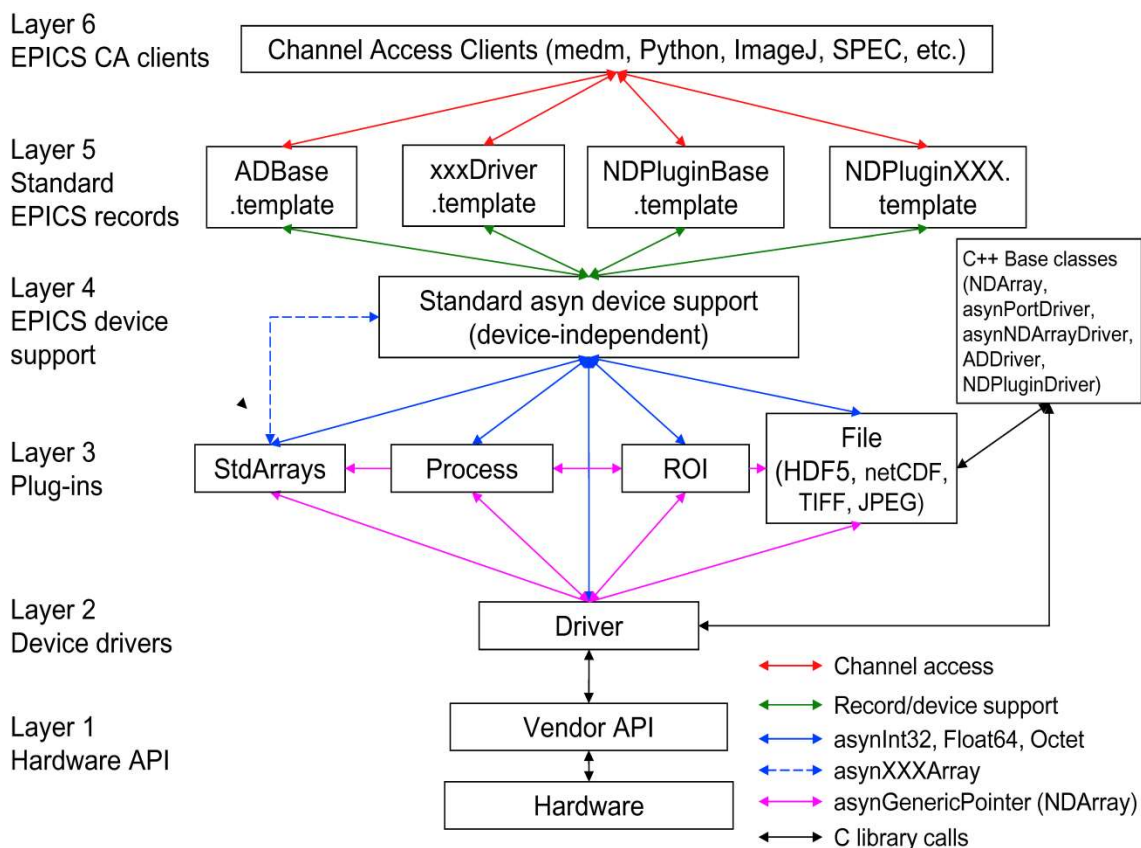 Layer 6
EPICS CA clients
Channel Access Clients (medm, Python, ImageJ, SPEC, etc.)
Layer 5
Standard
EPICS records
ADBase
.template
xxxDriver
.template
NDPluginBase
.template
NDPluginXXX.
template
Layer 4
EPICS device
support
Standard asyn device support
(device-independent)
C++ Base classes
(NDArray,
asynPortDriver,
asynNDArrayDriver,
ADDriver,
NDPluginDriver)
Layer 3
Plug-ins
StdArrays
Process
ROI
File
(HDF5, netCDF,
TIFF, JPEG)
Layer 2
Device drivers
Driver
Layer 1
Hardware API
Vendor API
Hardware
Channel access
Record/device support
asynInt32, Float64, Octet
asynXXXArray
asynGenericPointer (NDArray)
C library calls